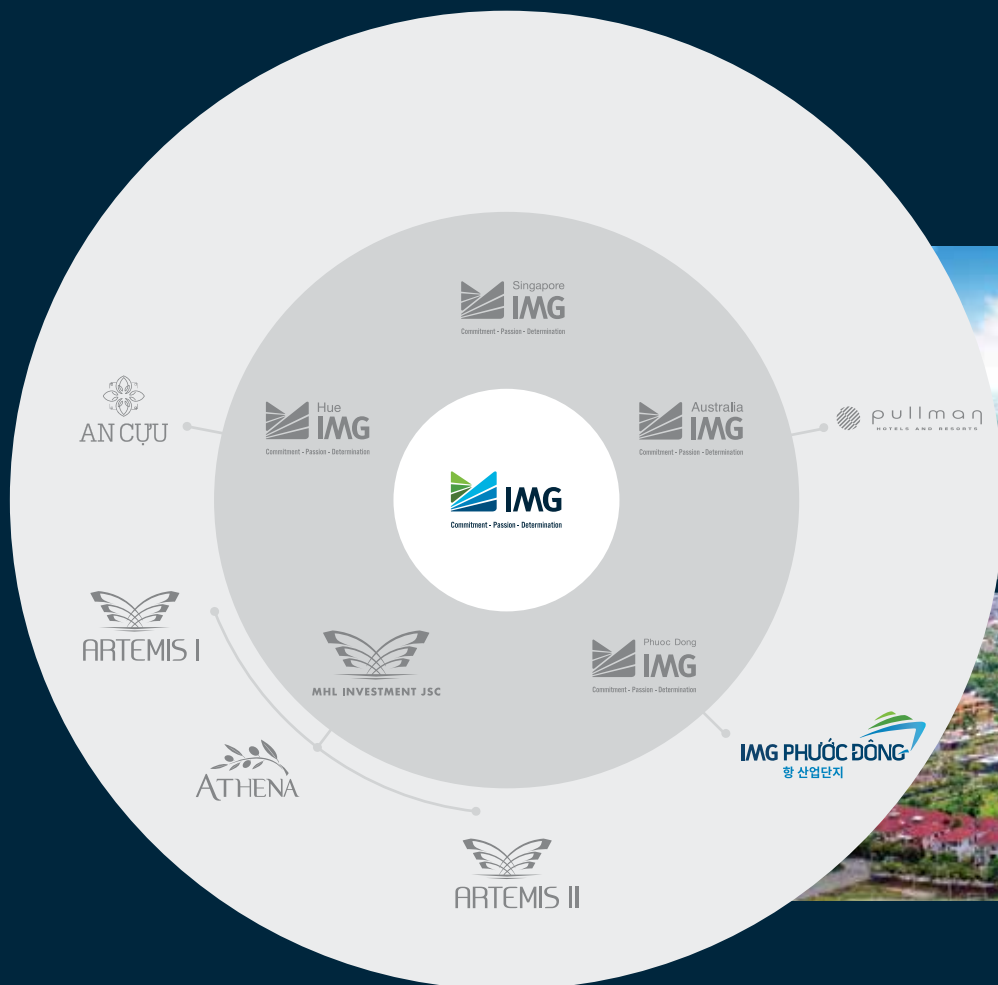 Singapore
IMG
Commitment - Passion - Determination
AN CỰU
Hue
IMG
Commitment - Passion - Determination
Australia
IMG
Commitment - Passion - Determination
pullman
HOTELS AND RESORTS
IMG
Commitment - Passion - Determination
ARTEMIS I
MHL INVESTMENT JSC
Phuoc Dong
IMG
Commitment - Passion - Determination
ATHENA
IMG PHƯỚC ĐÔNG
항 산업단지
ARTEMIS II